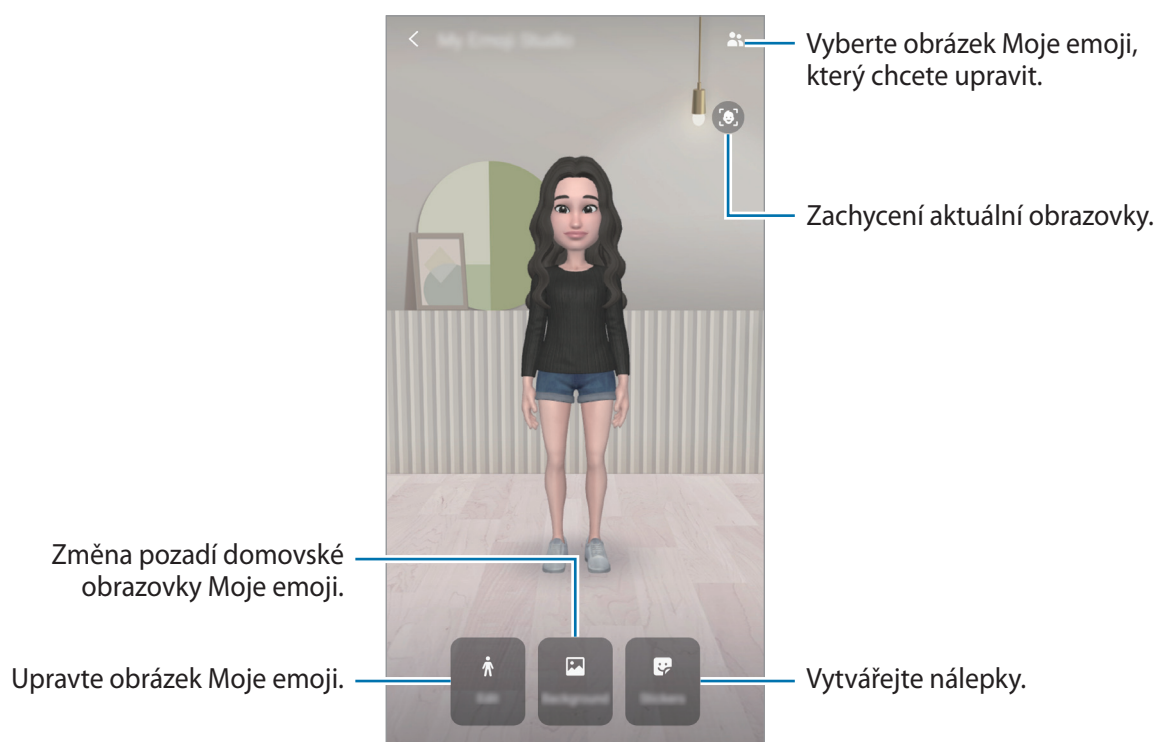 Vyberte obrázek Moje emoji,
který chcete upravit.
Zachycení aktuální obrazovky.
Změna pozadí domovské
obrazovky Moje emoji.
Upravte obrázek Moje emoji.
Vytvářejte nálepky.